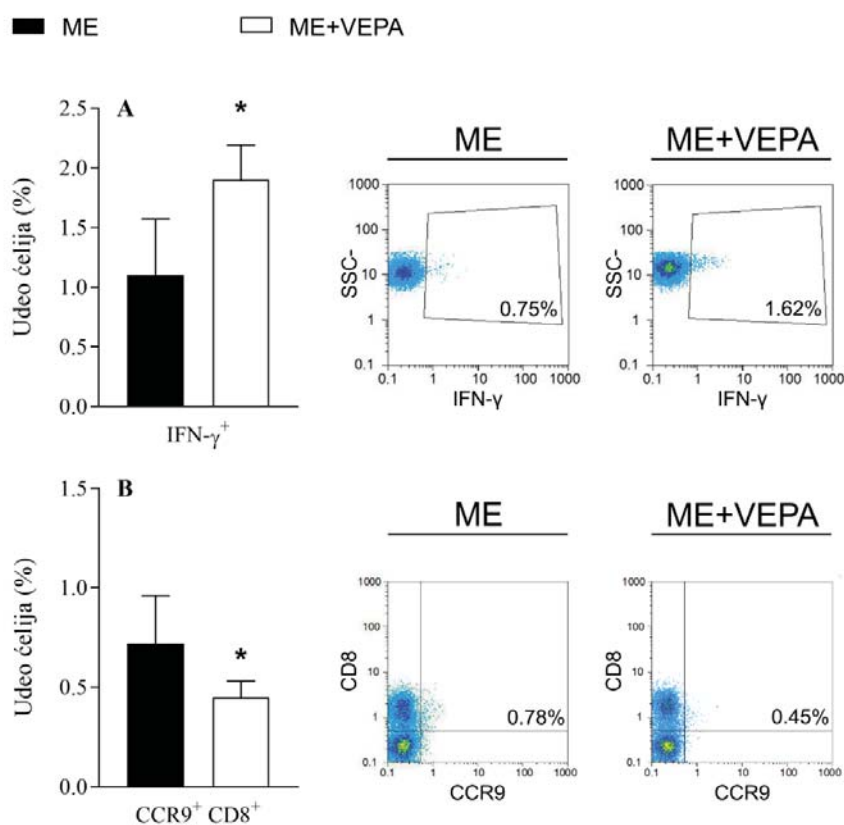 ME
ME+VEPA
A
Udeo ćelija (%)
2.5
2.0
1.5
1.0
0.5
0.0
*
IFN-γ⁺
ME
SSC-
1000
100
10
1
0.1
0.75%
0.1 1 10 100 1000
IFN-γ
ME+VEPA
SSC-
1000
100
10
1
0.1
1.62%
0.1 1 10 100 1000
IFN-γ
B
Udeo ćelija (%)
1.5
1.0
0.5
0.0
*
CCR9⁺ CD8⁺
ME
CD8
1000
100
10
1
0.1
0.78%
0.1 1 10 100 1000
CCR9
ME+VEPA
CD8
1000
100
10
1
0.1
0.45%
0.1 1 10 100 1000
CCR9